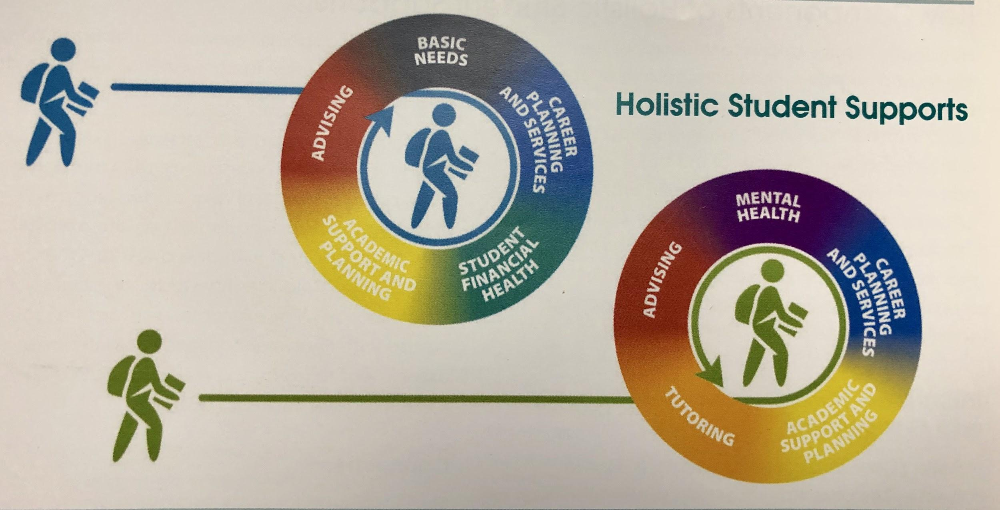 BASIC
NEEDS
CAREER
PLANNING
AND SERVICES
STUDENT
FINANCIAL
HEALTH
ACADEMIC
SUPPORT AND
PLANNING
ADVISING
Holistic Student Supports
MENTAL
HEALTH
CAREER
PLANNING
AND SERVICES
ACADEMIC
SUPPORT AND
PLANNING
TUTORING
ADVISING